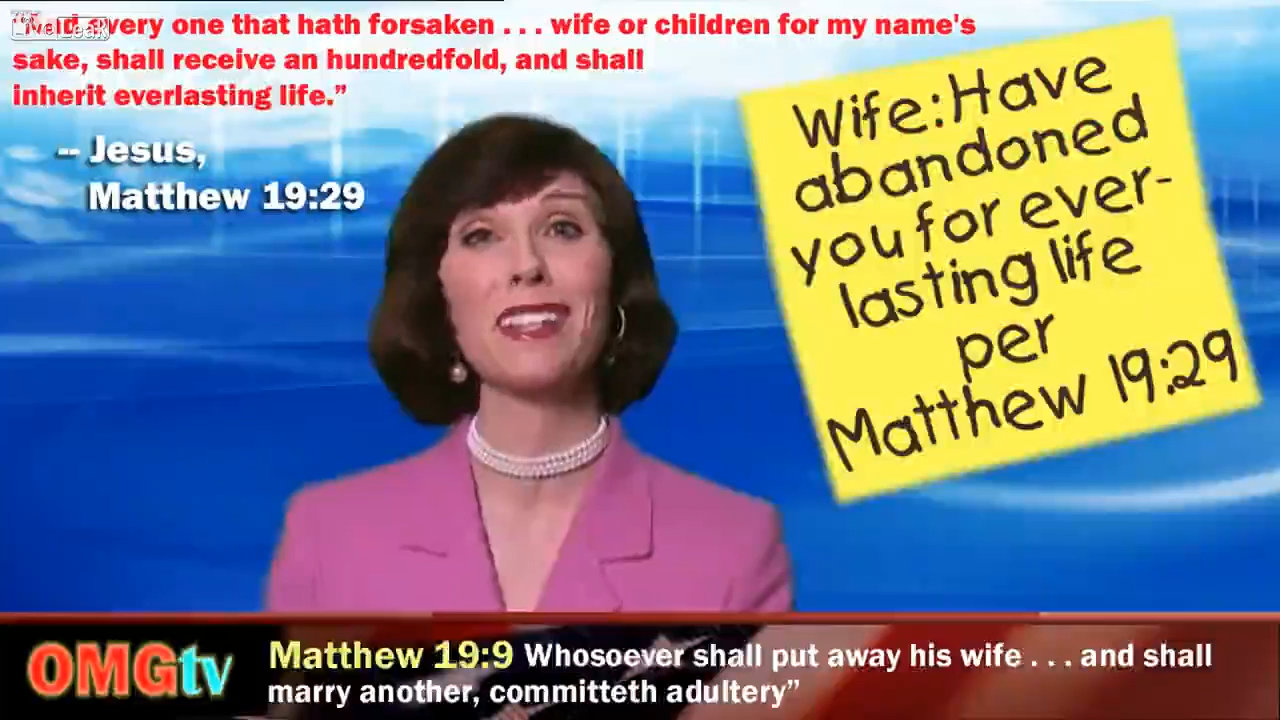 LiveLeak
every one that hath forsaken . . . wife or children for my name's
sake, shall receive an hundredfold, and shall
inherit everlasting life.”
-- Jesus,
Matthew 19:29
Wife: Have
abandoned
you for ever-
lasting life
per
Matthew 19:29
OMGtv
Matthew 19:9 Whosoever shall put away his wife . . . and shall
marry another, committeth adultery”